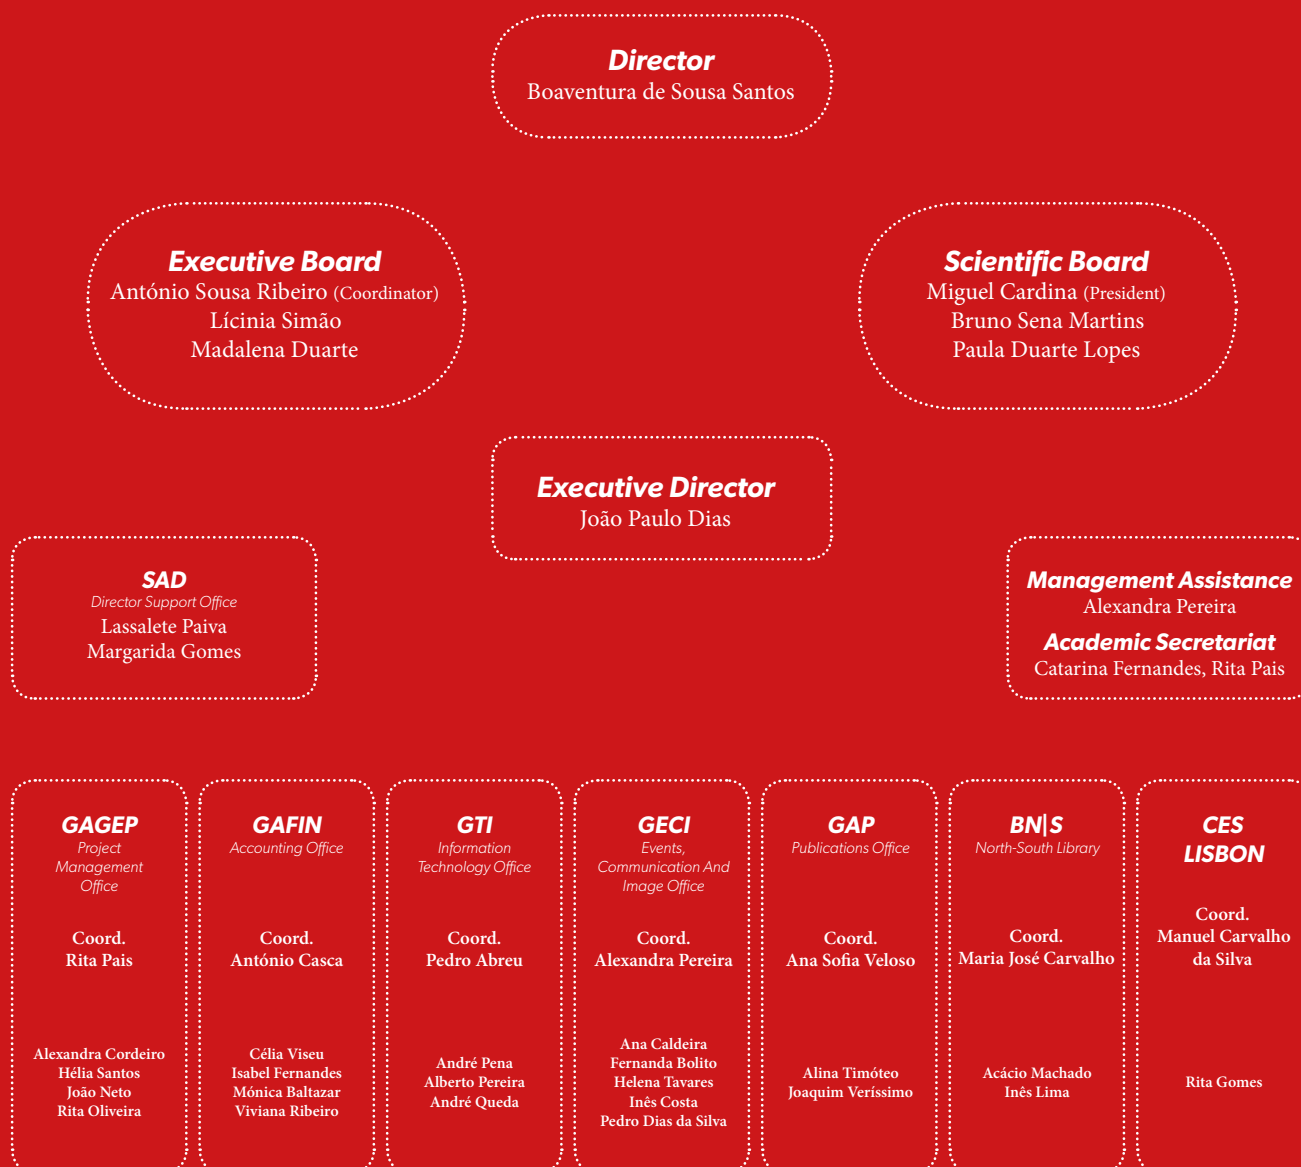 Director
Boaventura de Sousa Santos
Executive Board
António Sousa Ribeiro (Coordinator)
Lícinia Simão
Madalena Duarte
Scientific Board
Miguel Cardina (President)
Bruno Sena Martins
Paula Duarte Lopes
Executive Director
João Paulo Dias
SAD
Director Support Office
Lassalete Paiva
Margarida Gomes
Management Assistance
Alexandra Pereira
Academic Secretariat
Catarina Fernandes, Rita Pais
GAGEP
Project
Management
Office
Coord.
Rita Pais
Alexandra Cordeiro
Hélia Santos
João Neto
Rita Oliveira
GAFIN
Accounting Office
Coord.
António Casca
Célia Viseu
Isabel Fernandes
Mónica Baltazar
Viviana Ribeiro
GTI
Information
Technology Office
Coord.
Pedro Abreu
André Pena
Alberto Pereira
André Queda
GECI
Events,
Communication And
Image Office
Coord.
Alexandra Pereira
Ana Caldeira
Fernanda Bolito
Helena Tavares
Inês Costa
Pedro Dias da Silva
GAP
Publications Office
Coord.
Ana Sofia Veloso
Alina Timóteo
Joaquim Veríssimo
BN|S
North-South Library
Coord.
Maria José Carvalho
Acácio Machado
Inês Lima
CES
LISBON
Coord.
Manuel Carvalho
da Silva
Rita Gomes